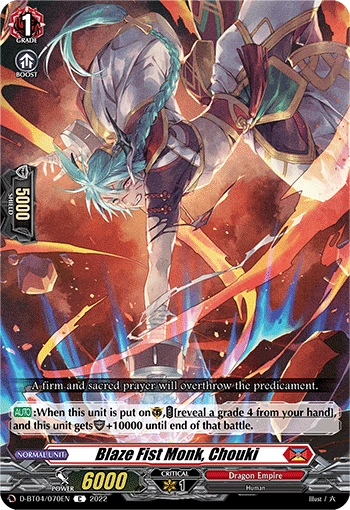 1
GRADE
BOOST
5000
SHIELD
A firm and sacred prayer will overthrow the predicament.
AUTO :When this unit is put on G, [reveal a grade 4 from your hand],
and this unit gets +10000 until end of that battle.
NORMAL UNIT
Blaze Fist Monk, Chouki
POWER 6000
CRITICAL
1
Dragon Empire
Human
D-BT04/070EN C 2022
Illust / 六